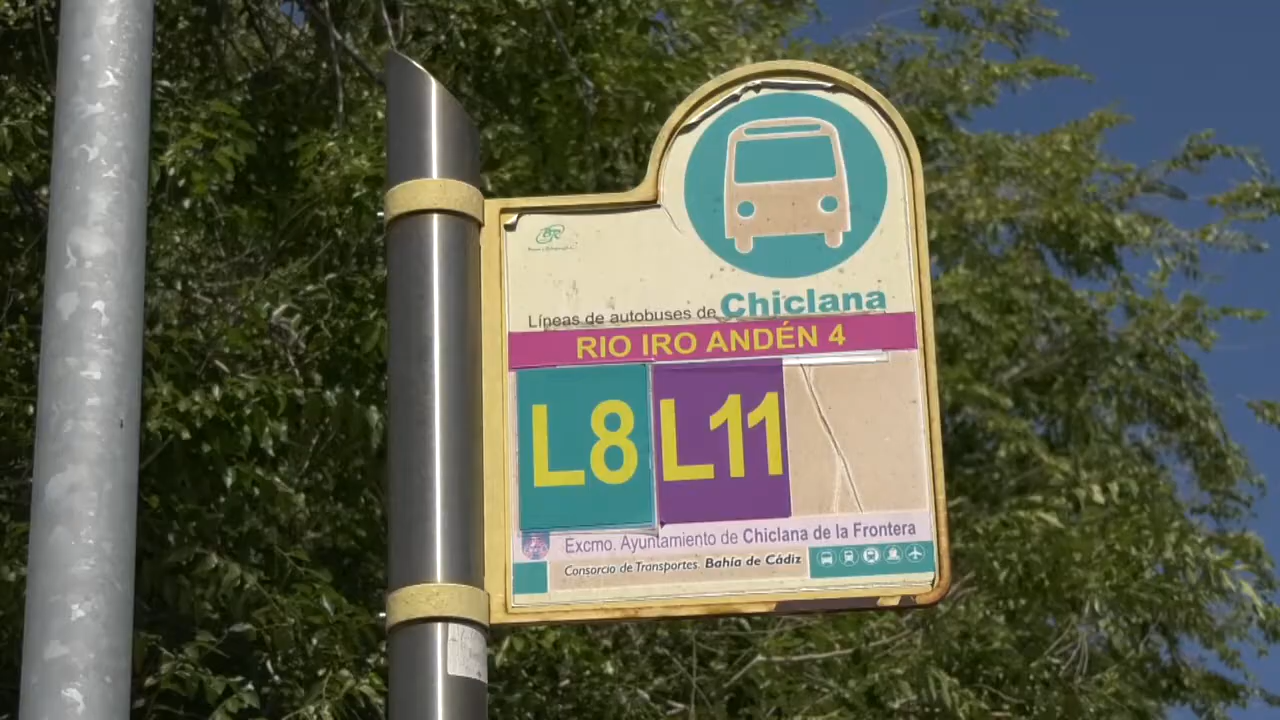 Líneas de autobuses de Chiclana
RIO IRO ANDÉN 4
L8 L11
Excmo. Ayuntamiento de Chiclana de la Frontera
Consorcio de Transportes. Bahía de Cádiz